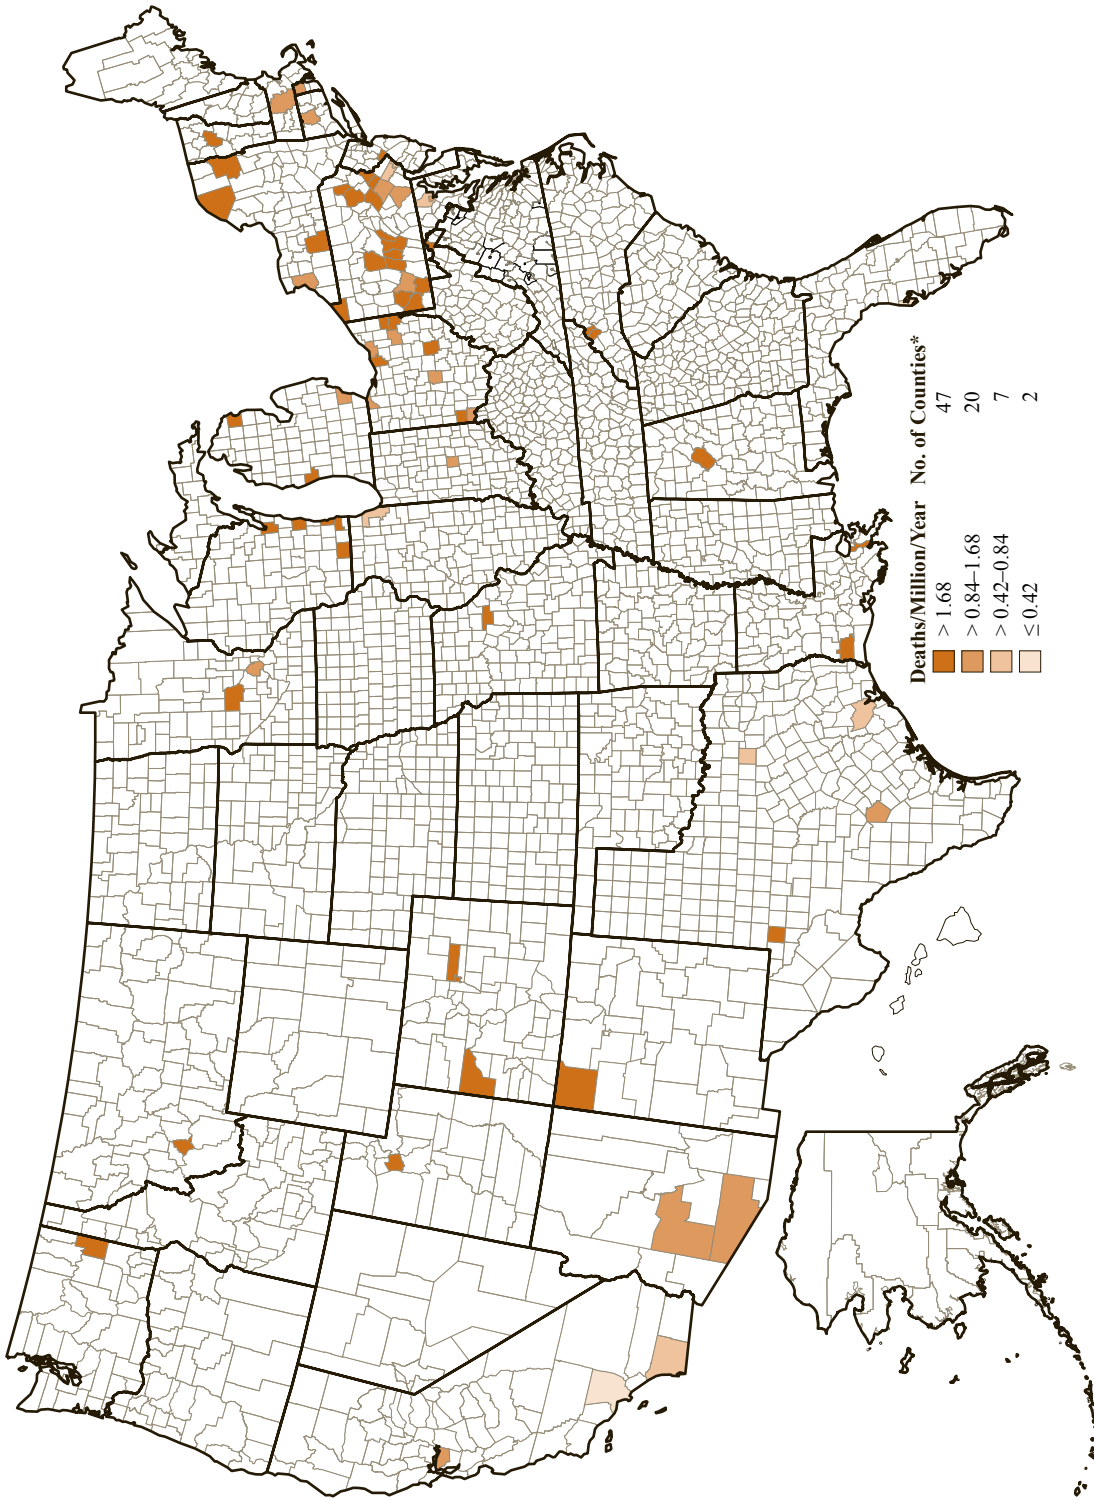 Deaths/Million/Year No. of Counties*
> 1.68 47
> 0.84–1.68 20
> 0.42–0.84 7
≤ 0.42 2